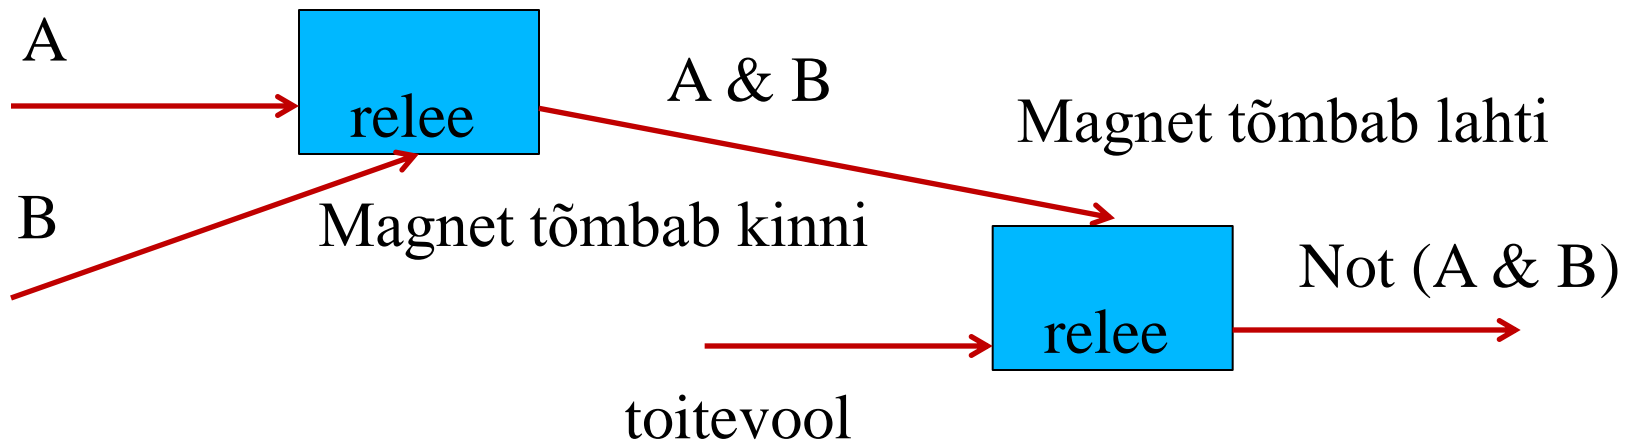 A
relee
A & B
Magnet tõmbab lahti
B
Magnet tõmbab kinni
Not (A & B)
relee
toitevool